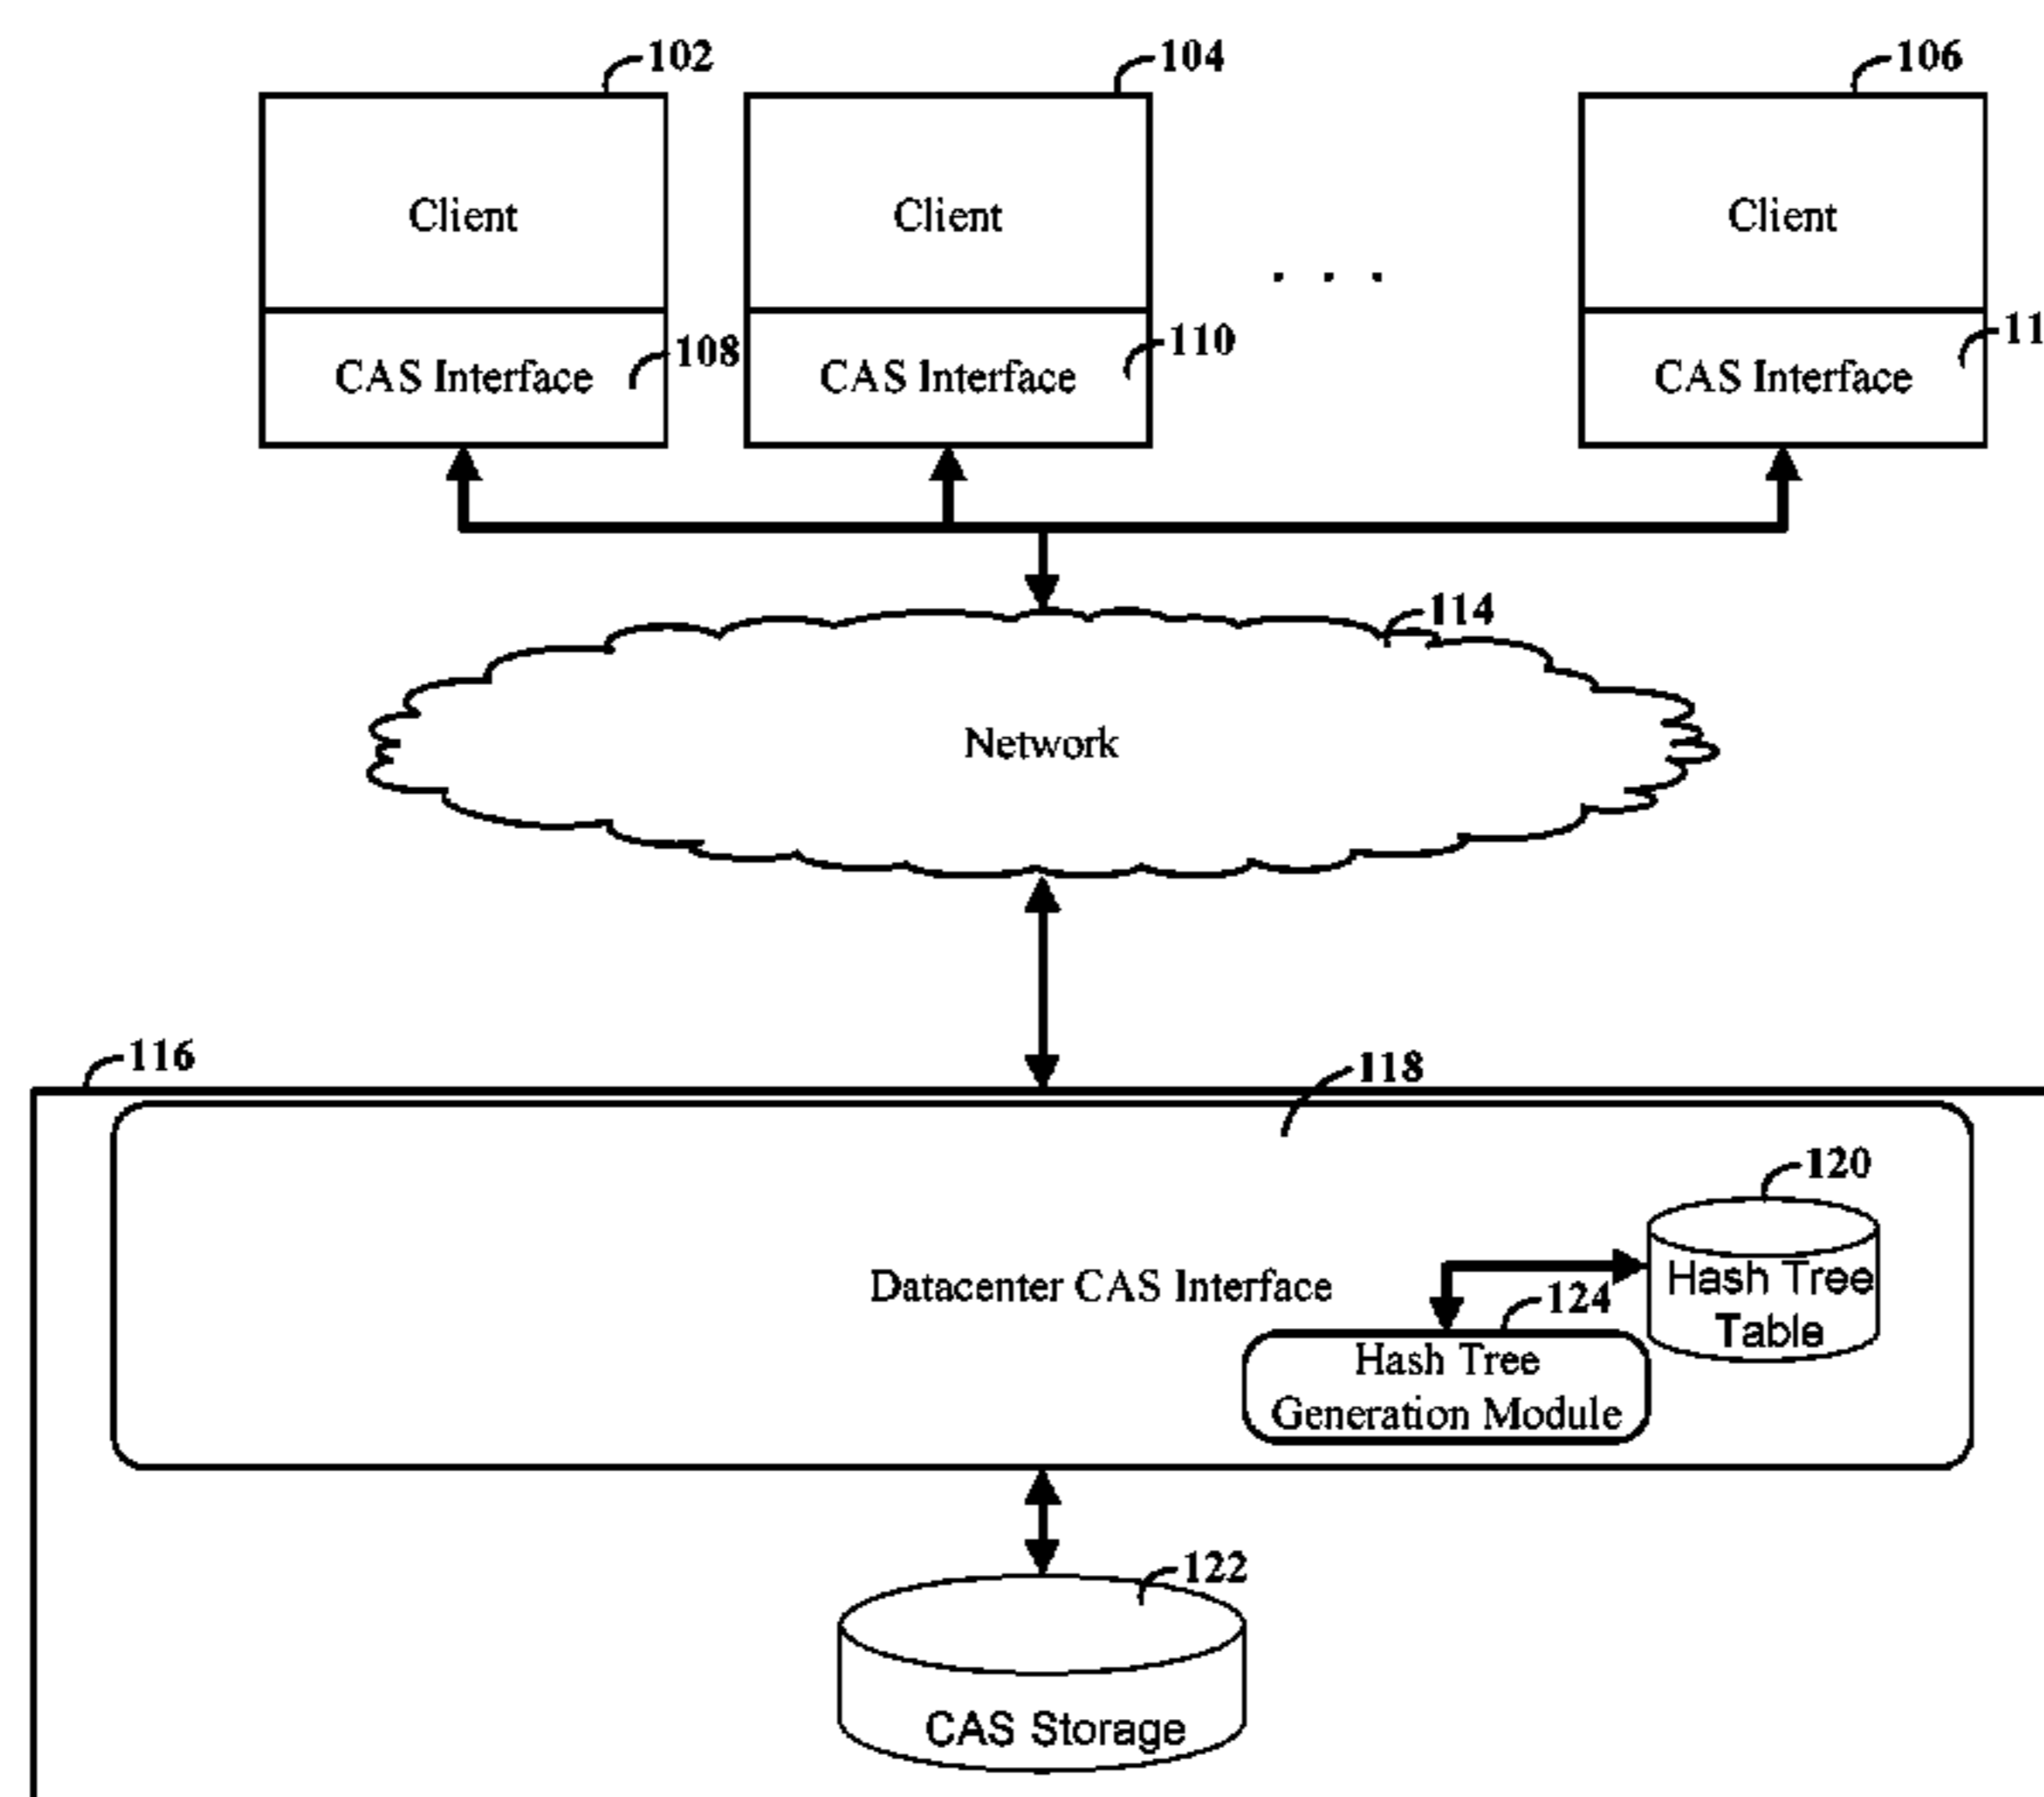 102
104
106
Client
Client
Client
. . .
CAS Interface
108
CAS Interface
110
CAS Interface
11
114
Network
116
118
120
Datacenter CAS Interface
Hash Tree
Table
124
Hash Tree
Generation Module
122
CAS Storage